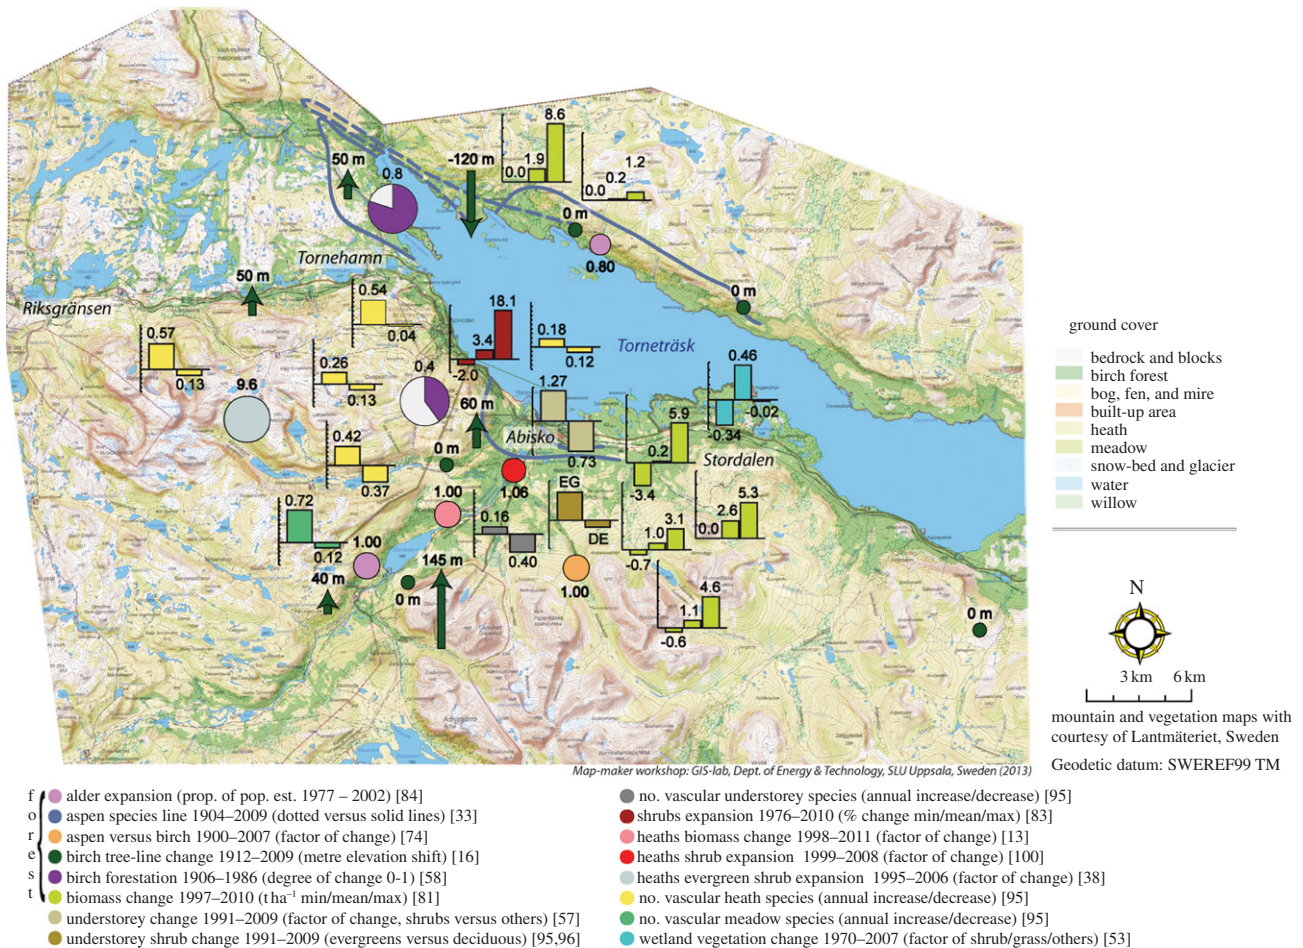 8.6
1.9
0.0
1.2
0.2
0.0
50 m
-120 m
0.8
0 m
0.80
Tornehamn
50 m
0 m
Riksgränsen
0.54
0.04
18.1
3.4
-2.0
0.18
0.12
Torneträsk
0.57
0.13
0.26
0.13
9.6
0.4
60 m
1.27
0.73
Abisko
0.46
-0.02
-0.34
5.9
0.2
-3.4
Stordalen
0.42
0.37
0 m
1.06
1.00
EG
DE
0.72
0.12
0.16
0.40
3.1
1.0
-0.7
5.3
2.6
0.0
1.00
40 m
0 m
145 m
1.00
4.6
1.1
-0.6
0 m
ground cover
bedrock and blocks
birch forest
bog, fen, and mire
built-up area
heath
meadow
snow-bed and glacier
water
willow
N
3 km 6 km
mountain and vegetation maps with
courtesy of Lantmäteriet, Sweden
Geodetic datum: SWEREF99 TM
Map-maker workshop: GIS-lab, Dept. of Energy & Technology, SLU Uppsala, Sweden (2013)
forest
alder expansion (prop. of pop. est. 1977 – 2002) [84]
aspen species line 1904–2009 (dotted versus solid lines) [33]
aspen versus birch 1900–2007 (factor of change) [74]
birch tree-line change 1912–2009 (metre elevation shift) [16]
birch forestation 1906–1986 (degree of change 0-1) [58]
biomass change 1997–2010 (t ha⁻¹ min/mean/max) [81]
understorey change 1991–2009 (factor of change, shrubs versus others) [57]
understorey shrub change 1991–2009 (evergreens versus deciduous) [95,96]
no. vascular understorey species (annual increase/decrease) [95]
shrubs expansion 1976–2010 (% change min/mean/max) [83]
heaths biomass change 1998–2011 (factor of change) [13]
heaths shrub expansion 1999–2008 (factor of change) [100]
heaths evergreen shrub expansion 1995–2006 (factor of change) [38]
no. vascular heath species (annual increase/decrease) [95]
no. vascular meadow species (annual increase/decrease) [95]
wetland vegetation change 1970–2007 (factor of shrub/grass/others) [53]